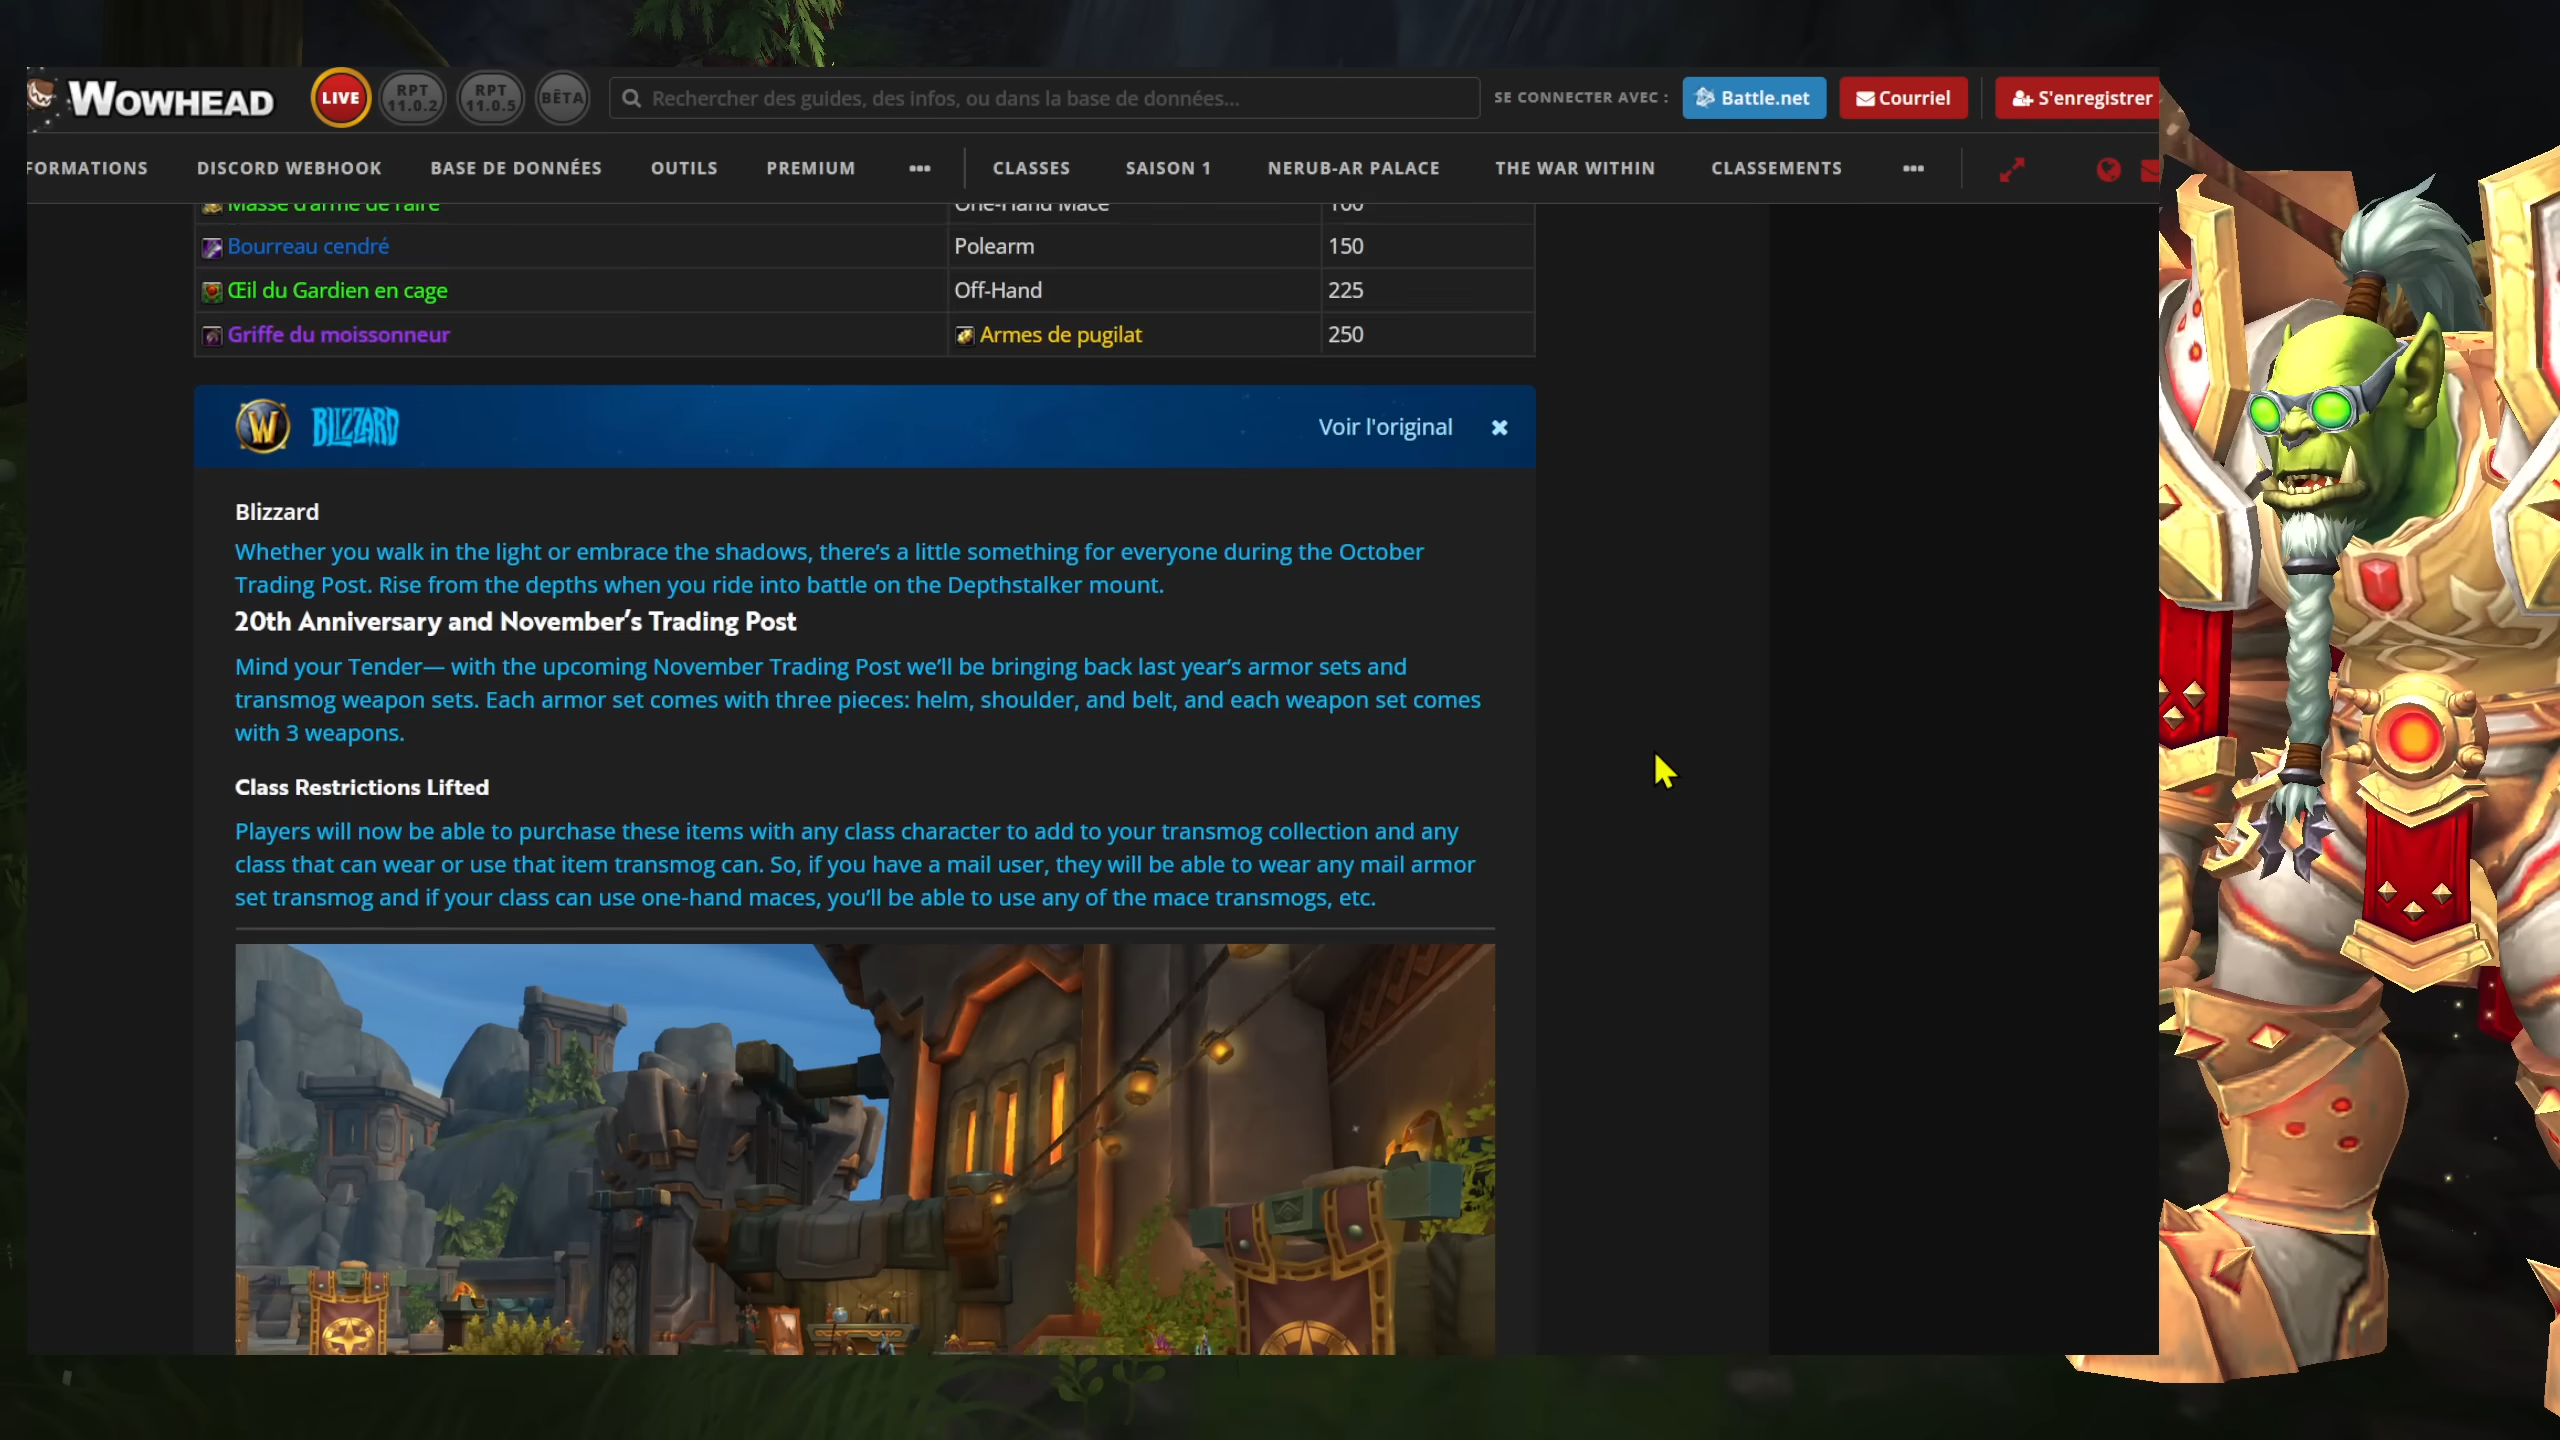 WOWHEAD
LIVE
RPT 11.0.2
RPT 11.0.5
BÊTA
Rechercher des guides, des infos, ou dans la base de données...
SE CONNECTER AVEC :
Battle.net
Courriel
S'enregistrer
FORMATIONS
DISCORD WEBHOOK
BASE DE DONNÉES
OUTILS
PREMIUM
•••
CLASSES
SAISON 1
NERUB-AR PALACE
THE WAR WITHIN
CLASSEMENTS
•••
Masse d'arme de l'aire One-Hand Mace 100
Bourreau cendré Polearm 150
Œil du Gardien en cage Off-Hand 225
Griffe du moissonneur Armes de pugilat 250
W BLIZZARD Voir l'original
Blizzard
Whether you walk in the light or embrace the shadows, there's a little something for everyone during the October
Trading Post. Rise from the depths when you ride into battle on the Depthstalker mount.
20th Anniversary and November's Trading Post
Mind your Tender— with the upcoming November Trading Post we'll be bringing back last year's armor sets and
transmog weapon sets. Each armor set comes with three pieces: helm, shoulder, and belt, and each weapon set comes
with 3 weapons.
Class Restrictions Lifted
Players will now be able to purchase these items with any class character to add to your transmog collection and any
class that can wear or use that item transmog can. So, if you have a mail user, they will be able to wear any mail armor
set transmog and if your class can use one-hand maces, you'll be able to use any of the mace transmogs, etc.